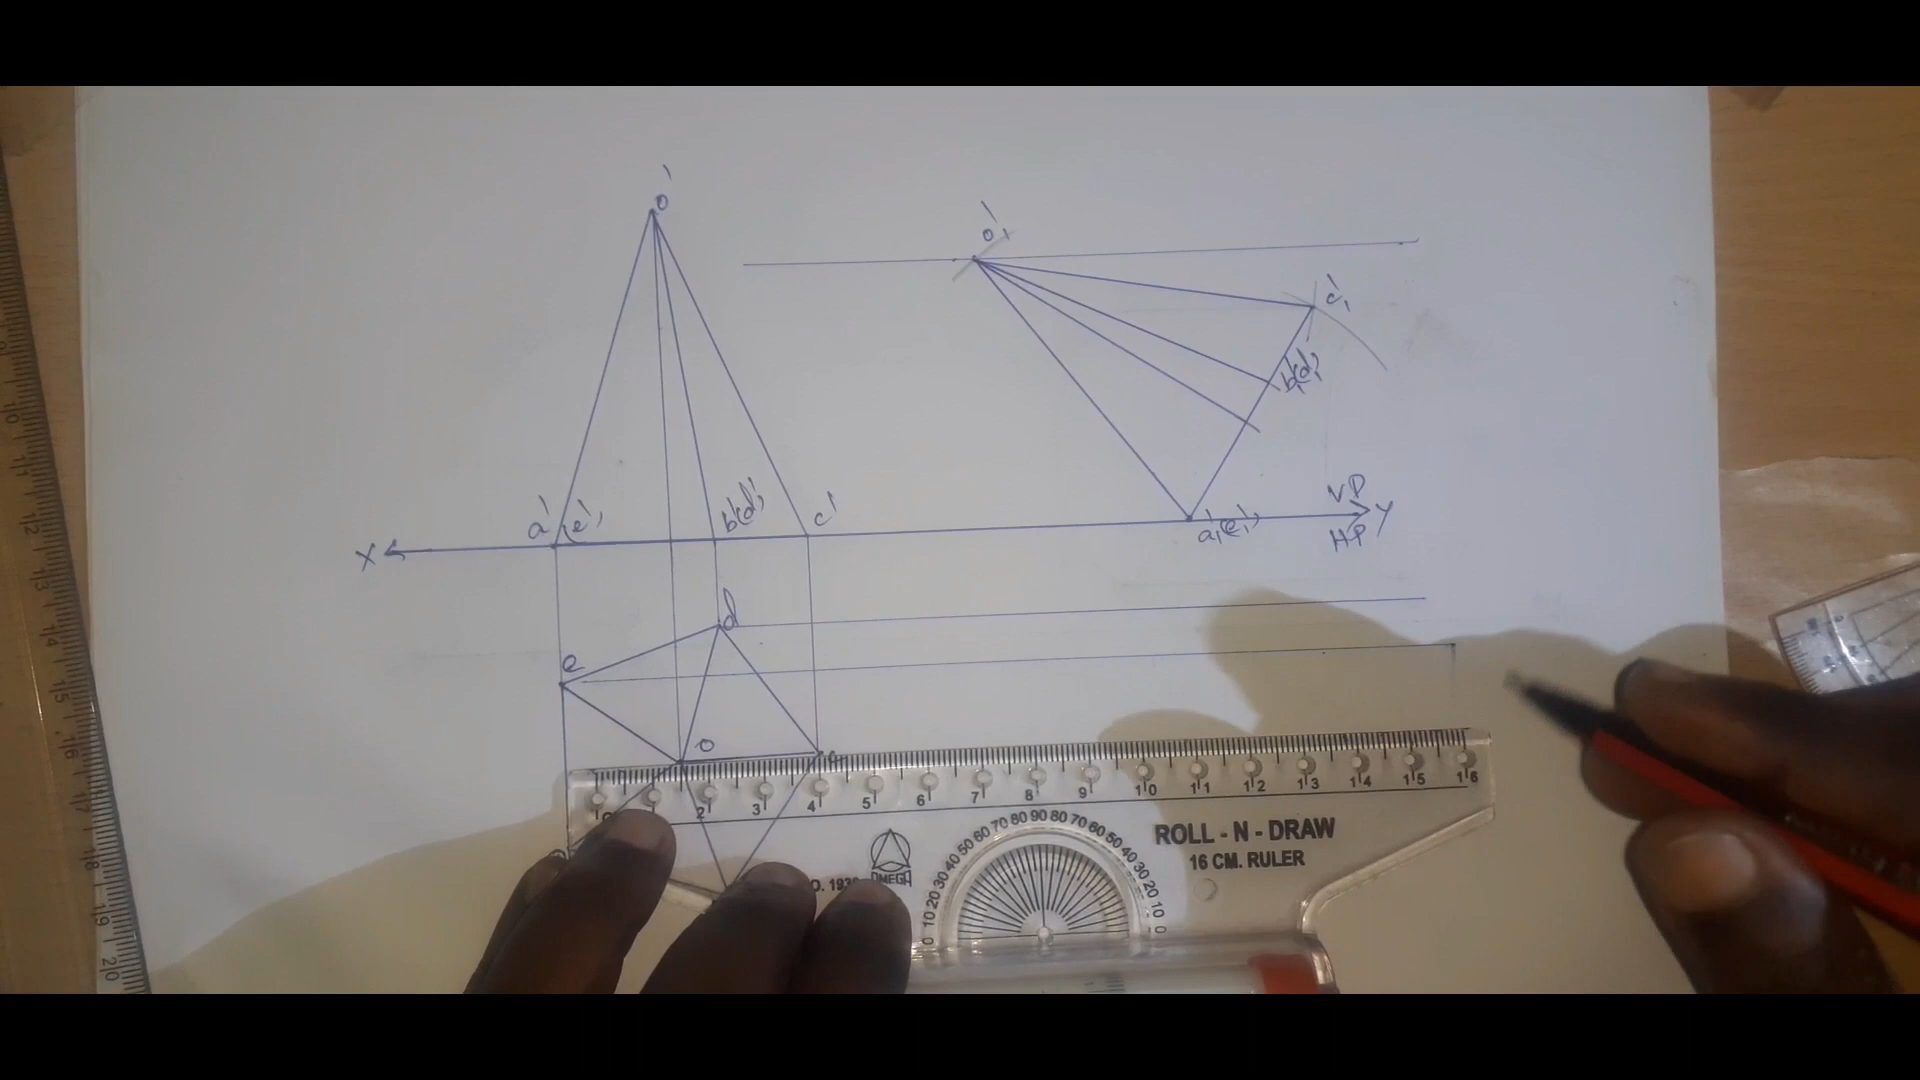 o'
o'₁
c'₁
b'₁(d'₁)
a'(e')
b'(d')
c'
X
a'₁(e'₁)
VP
HP
Y
d
e
o
c
1 2 3 4 5 6 7 8 9 10 11 12 13 14 15 16
ROLL - N - DRAW
16 CM. RULER
OMEGA
0 10 20 30 40 50 60 70 80 90 80 70 60 50 40 30 20 10 0
10
11
12
13
14
15
16
17
18
19
20